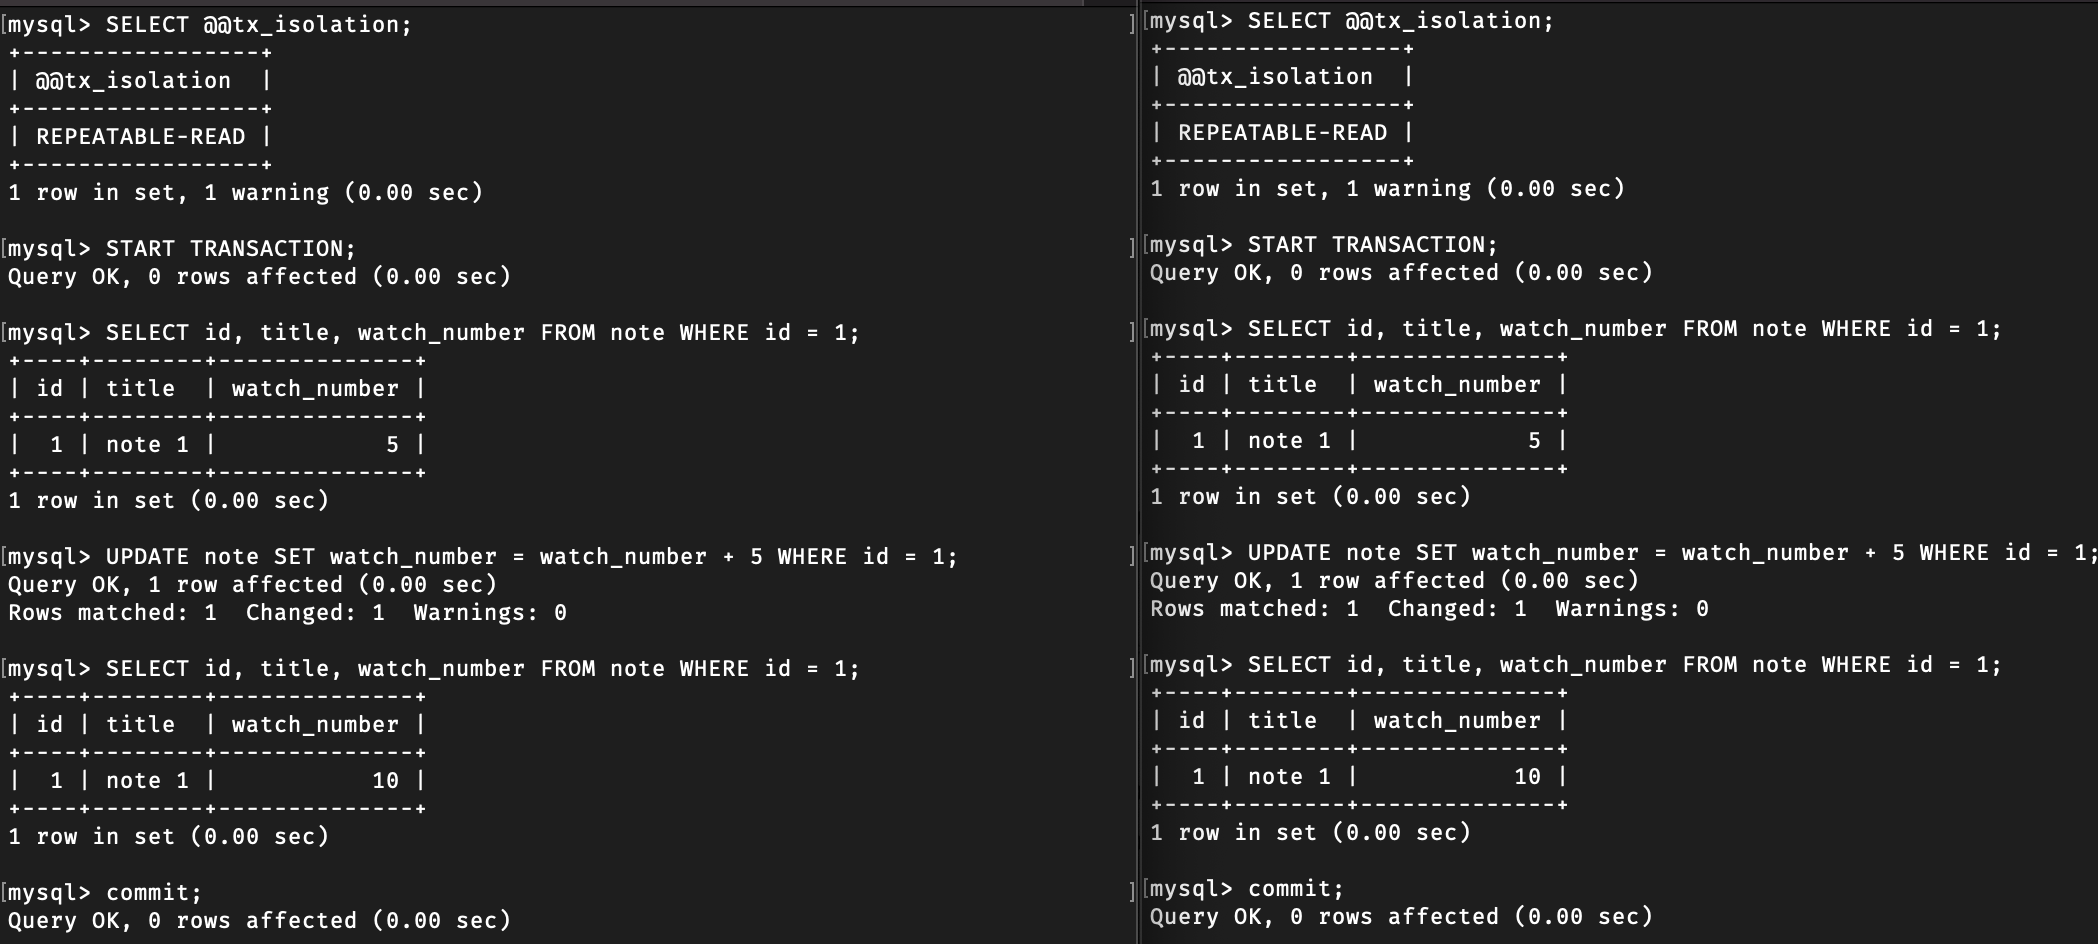 [mysql> SELECT @@tx_isolation; ]
+-----------------+
| @@tx_isolation  |
+-----------------+
| REPEATABLE-READ |
+-----------------+
1 row in set, 1 warning (0.00 sec)
[mysql> START TRANSACTION; ]
Query OK, 0 rows affected (0.00 sec)
[mysql> SELECT id, title, watch_number FROM note WHERE id = 1; ]
+----+--------+--------------+
| id | title  | watch_number |
+----+--------+--------------+
|  1 | note 1 |            5 |
+----+--------+--------------+
1 row in set (0.00 sec)
[mysql> UPDATE note SET watch_number = watch_number + 5 WHERE id = 1; ]
Query OK, 1 row affected (0.00 sec)
Rows matched: 1  Changed: 1  Warnings: 0
[mysql> SELECT id, title, watch_number FROM note WHERE id = 1; ]
+----+--------+--------------+
| id | title  | watch_number |
+----+--------+--------------+
|  1 | note 1 |           10 |
+----+--------+--------------+
1 row in set (0.00 sec)
[mysql> commit; ]
Query OK, 0 rows affected (0.00 sec)
[mysql> SELECT @@tx_isolation;
+-----------------+
| @@tx_isolation  |
+-----------------+
| REPEATABLE-READ |
+-----------------+
1 row in set, 1 warning (0.00 sec)
[mysql> START TRANSACTION;
Query OK, 0 rows affected (0.00 sec)
[mysql> SELECT id, title, watch_number FROM note WHERE id = 1;
+----+--------+--------------+
| id | title  | watch_number |
+----+--------+--------------+
|  1 | note 1 |            5 |
+----+--------+--------------+
1 row in set (0.00 sec)
[mysql> UPDATE note SET watch_number = watch_number + 5 WHERE id = 1;
Query OK, 1 row affected (0.00 sec)
Rows matched: 1  Changed: 1  Warnings: 0
[mysql> SELECT id, title, watch_number FROM note WHERE id = 1;
+----+--------+--------------+
| id | title  | watch_number |
+----+--------+--------------+
|  1 | note 1 |           10 |
+----+--------+--------------+
1 row in set (0.00 sec)
[mysql> commit;
Query OK, 0 rows affected (0.00 sec)